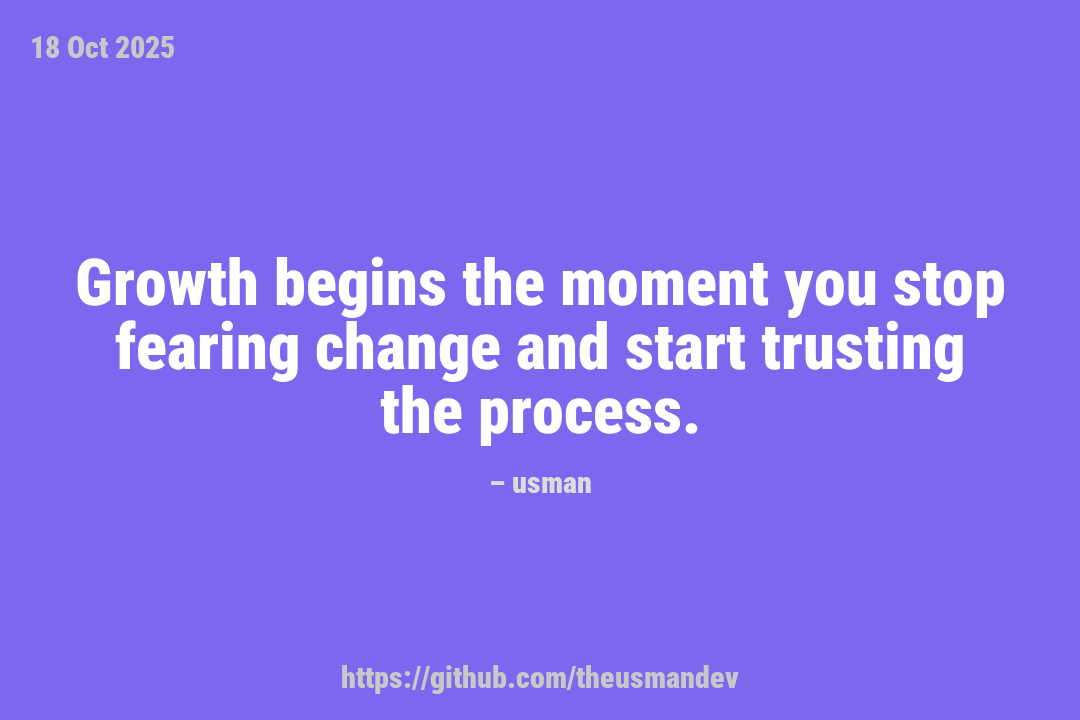 18 Oct 2025
Growth begins the moment you stop
fearing change and start trusting
the process.
– usman
https://github.com/theusmandev